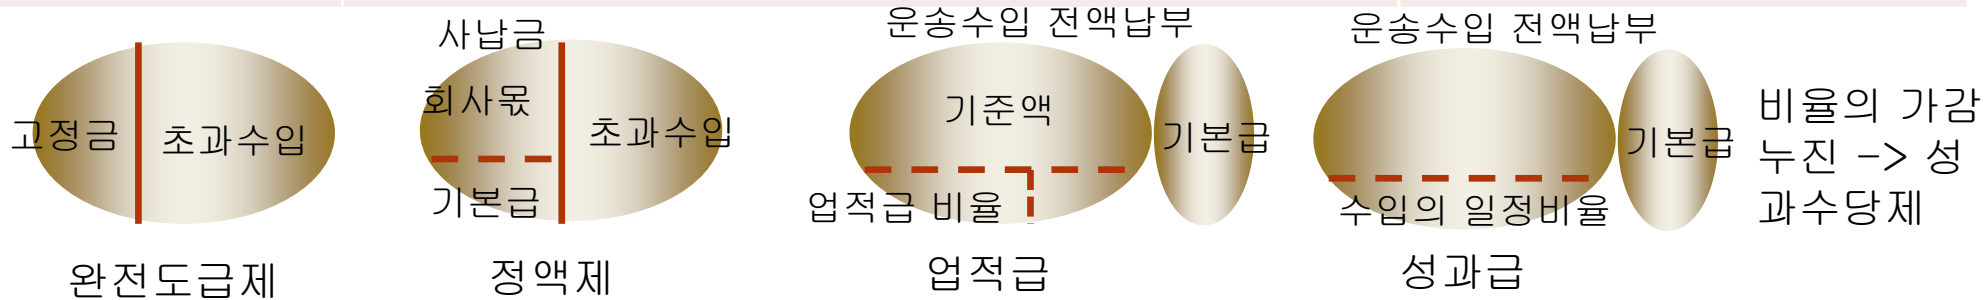 고정금
초과수입
완전도급제
사납금
회사몫
기본급
초과수입
정액제
운송수입 전액납부
기준액
업적급 비율
기본급
업적급
운송수입 전액납부
수입의 일정비율
기본급
성과급
비율의 가감
누진 -> 성
과수당제